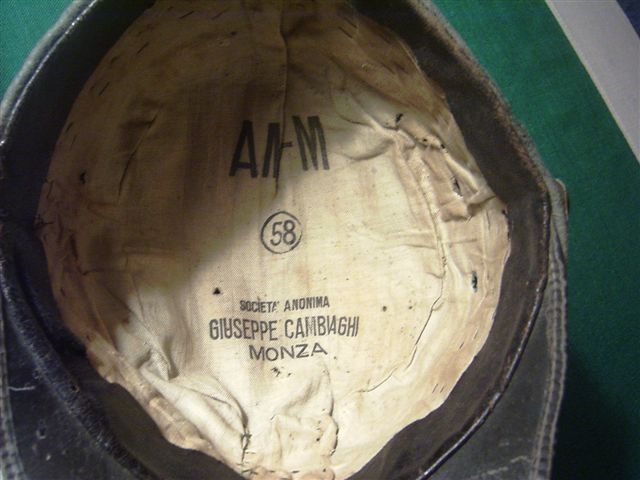 AM-M
58
SOCIETA' ANONIMA
GIUSEPPE CAMBIAGHI
MONZA